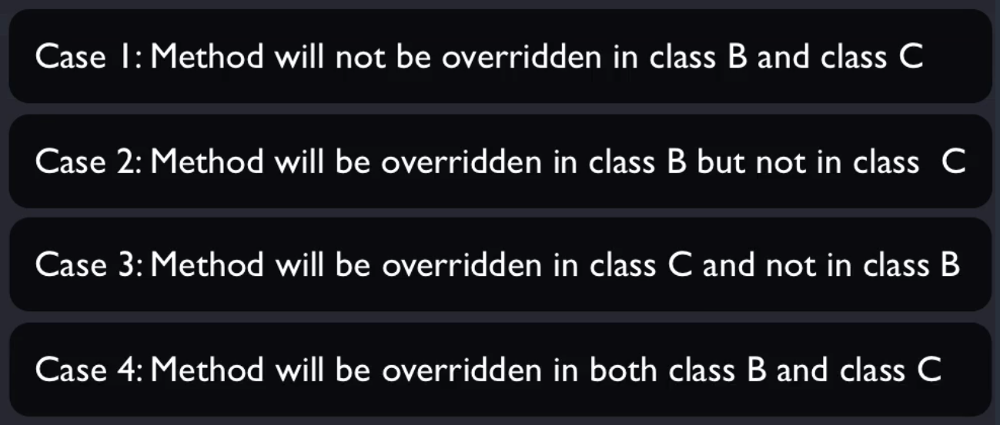 Case 1: Method will not be overridden in class B and class C
Case 2: Method will be overridden in class B but not in class C
Case 3: Method will be overridden in class C and not in class B
Case 4: Method will be overridden in both class B and class C